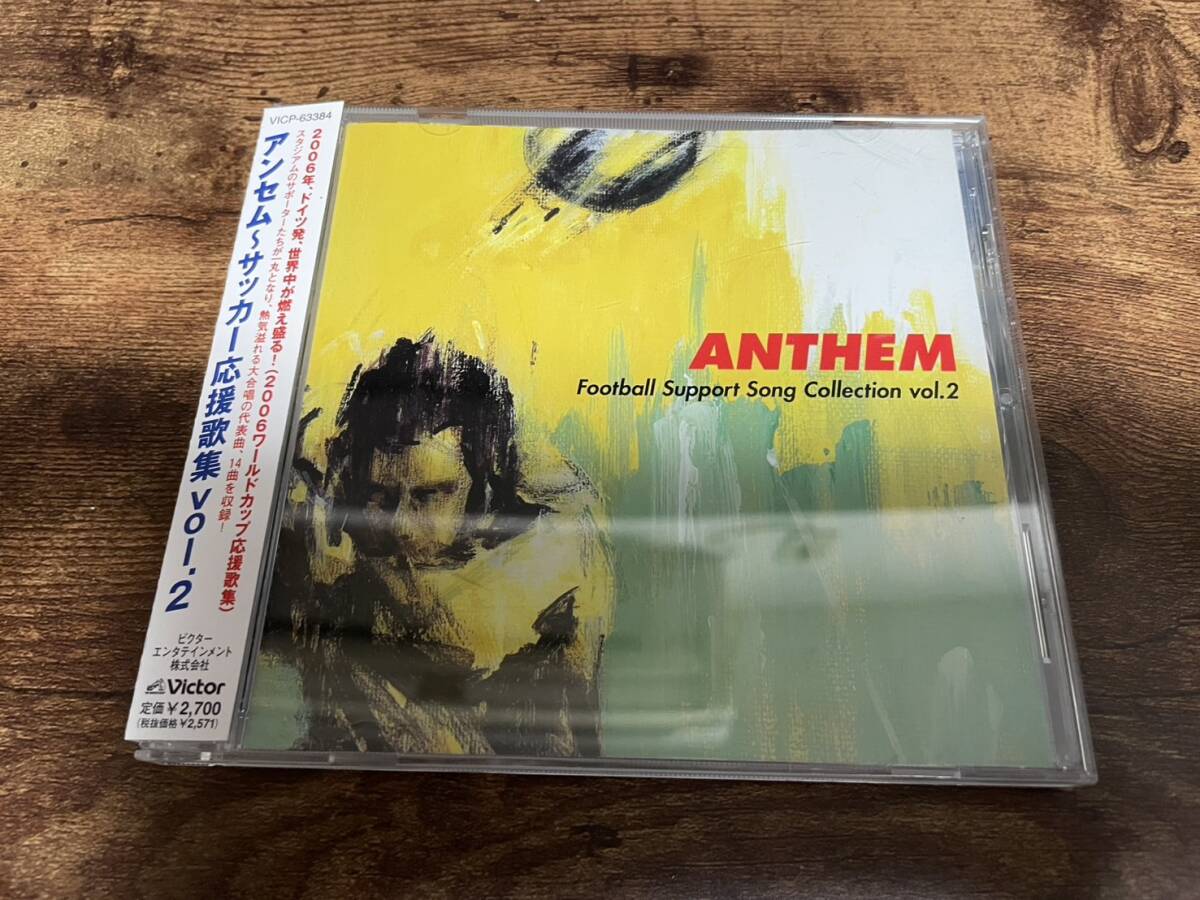 VICP-63384
2006年、ドイツ発、世界中が燃え盛る!(2006ワールドカップ応援歌集)
スタジアムのサポーターたちが一丸となり、熱気溢れる大合唱の代表曲、14曲を収録!
アンセム~サッカー応援歌集vol.2
ビクター
エンタテインメント
株式会社
Victor
定価¥2,700
(税抜価格¥2,571)
ANTHEM
Football Support Song Collection vol.2